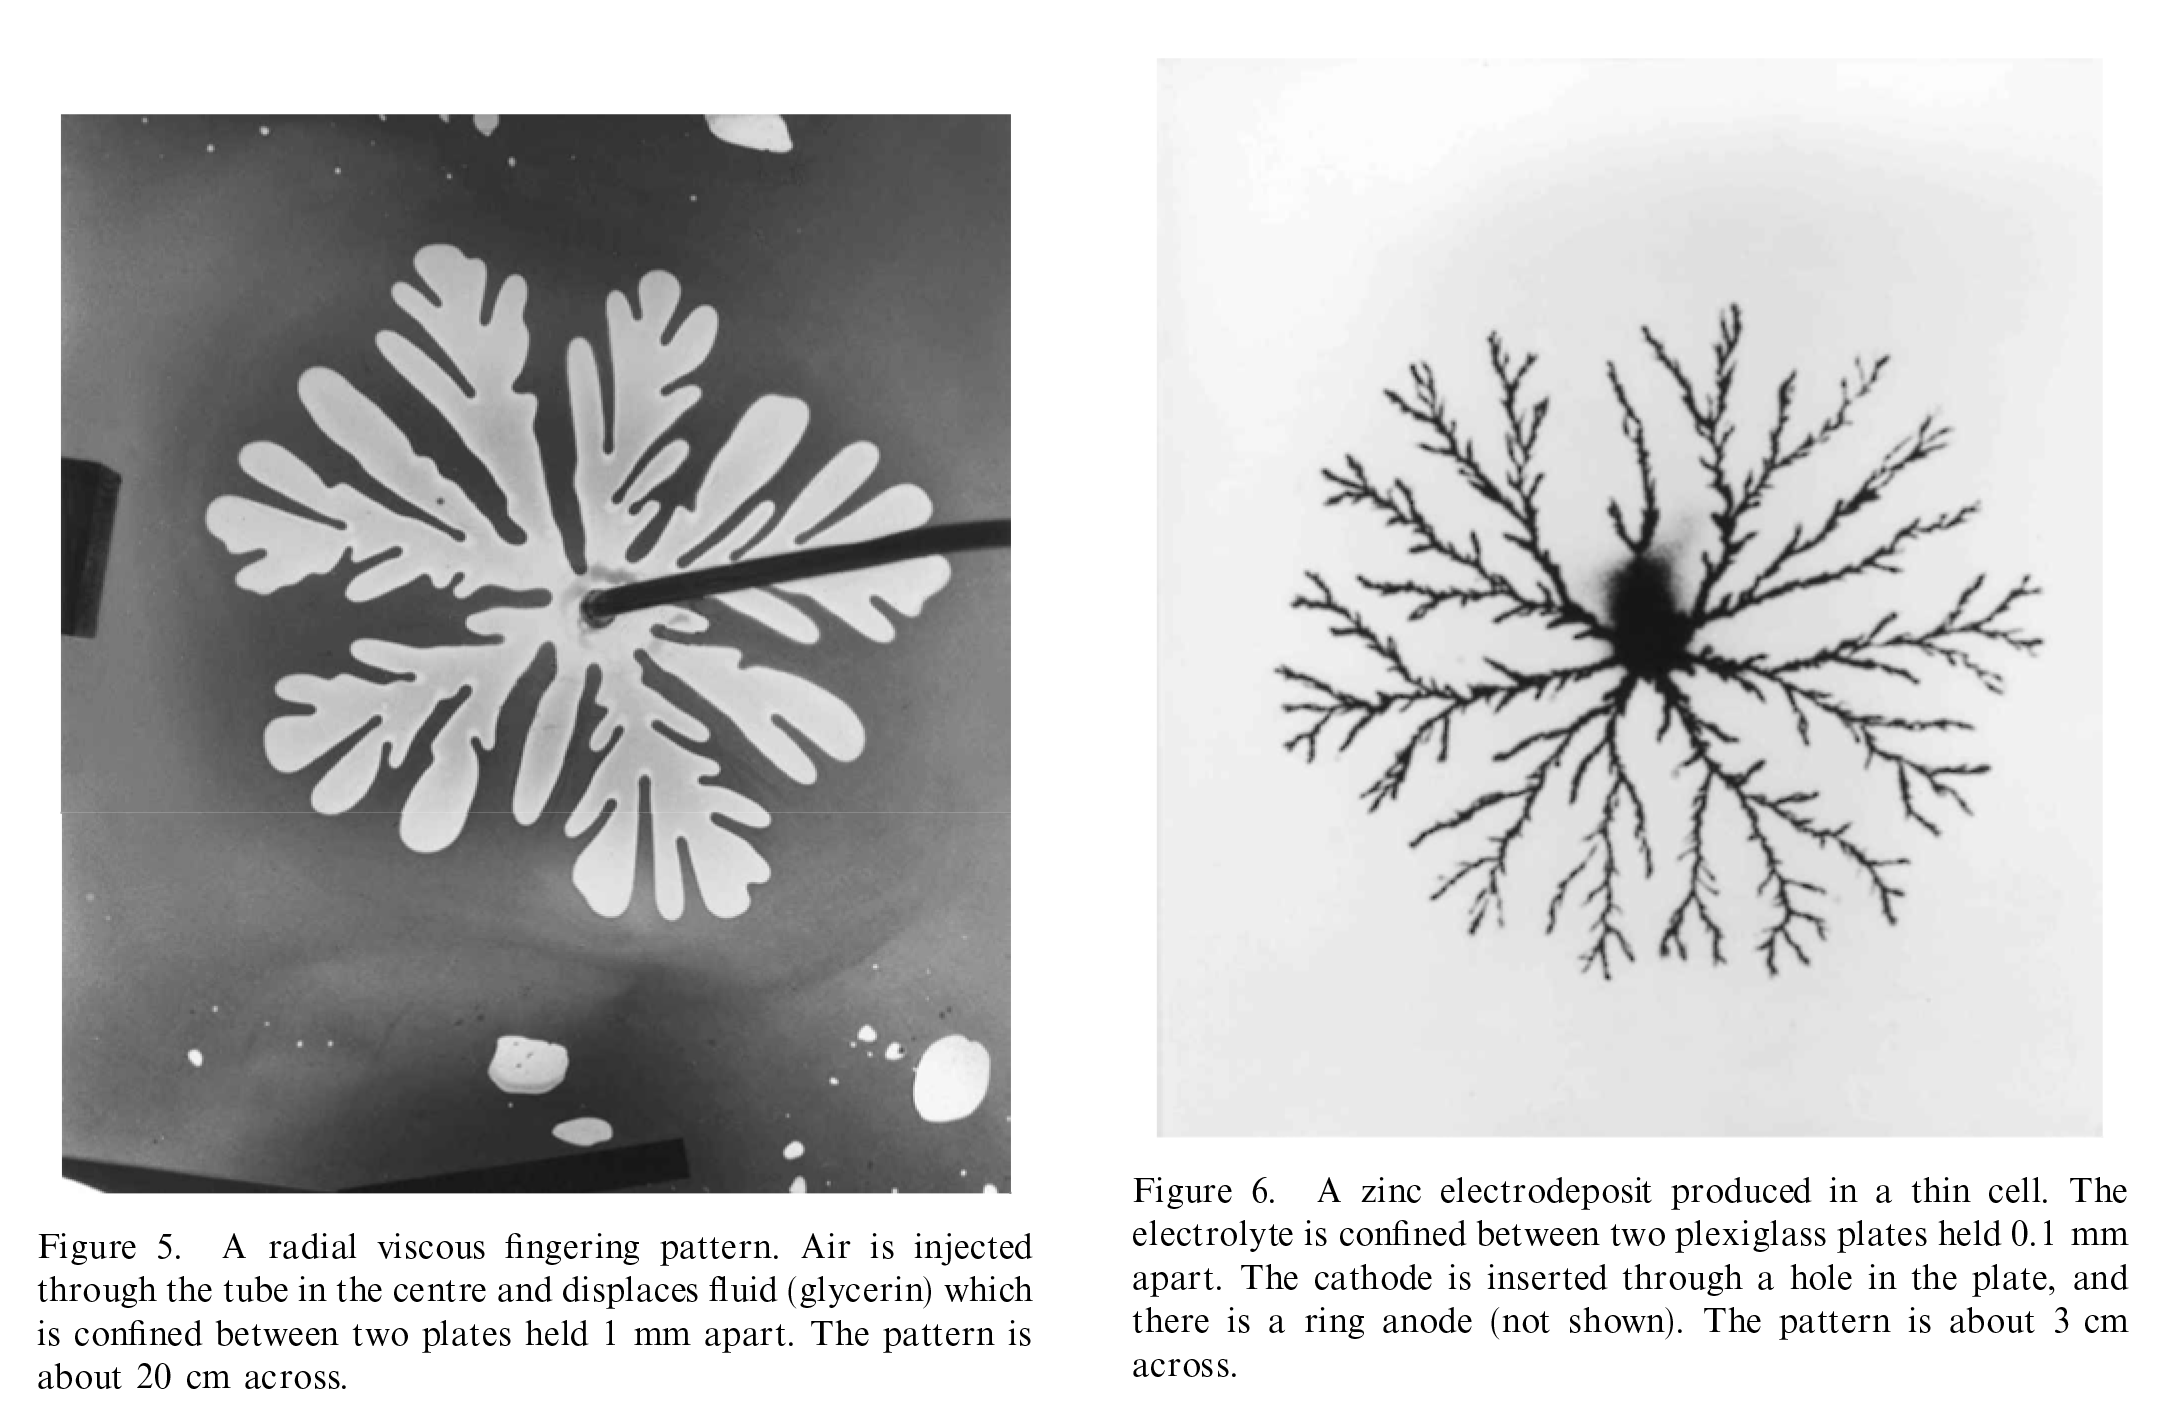 Figure 5. A radial viscous fingering pattern. Air is injected
through the tube in the centre and displaces fluid (glycerin) which
is confined between two plates held 1 mm apart. The pattern is
about 20 cm across.
Figure 6. A zinc electrodeposit produced in a thin cell. The
electrolyte is confined between two plexiglass plates held 0.1 mm
apart. The cathode is inserted through a hole in the plate, and
there is a ring anode (not shown). The pattern is about 3 cm
across.